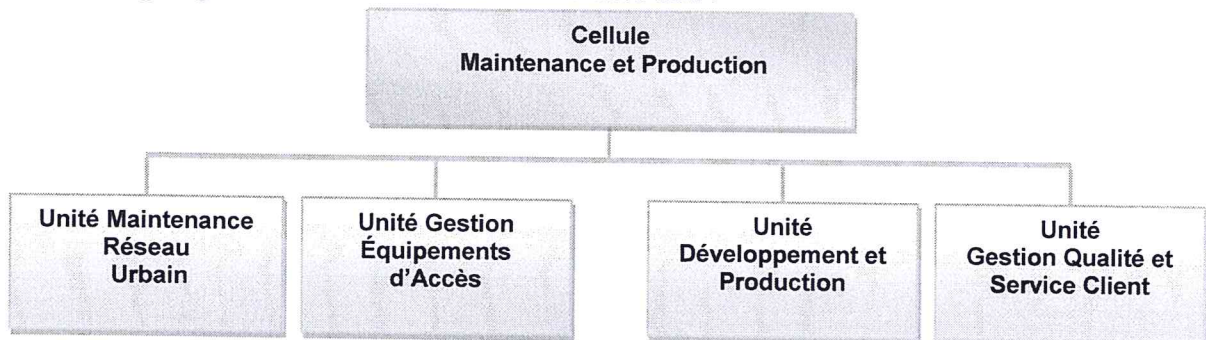 Cellule
Maintenance et Production
Unité Maintenance
Réseau
Urbain
Unité Gestion
Équipements
d'Accès
Unité
Développement et
Production
Unité
Gestion Qualité et
Service Client